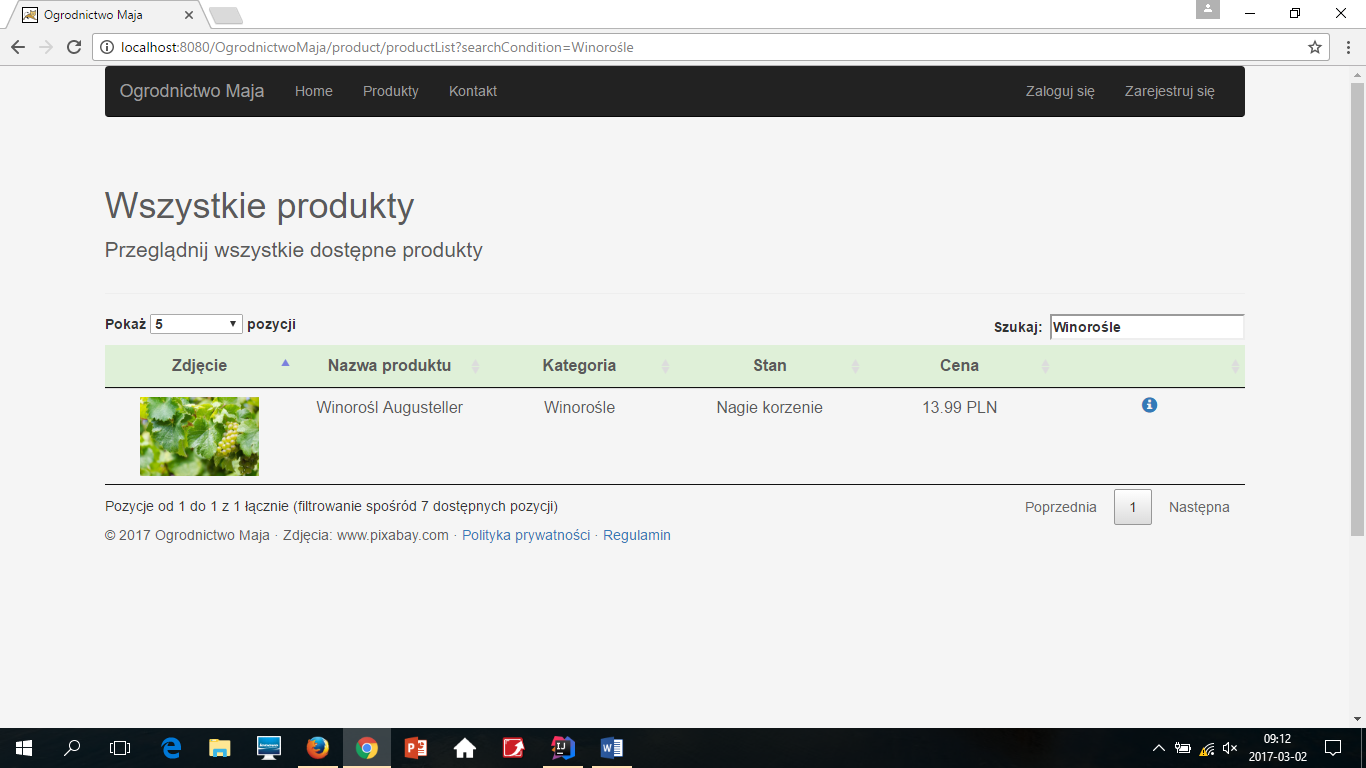 Ogrodnictwo Maja
localhost:8080/OgrodnictwoMaja/product/productList?searchCondition=Winorośle
Ogrodnictwo Maja Home Produkty Kontakt Zaloguj się Zarejestruj się
Wszystkie produkty
Przeglądnij wszystkie dostępne produkty
Pokaż 5 pozycji Szukaj: Winorośle
Zdjęcie Nazwa produktu Kategoria Stan Cena
Winorośl Augusteller Winorośle Nagie korzenie 13.99 PLN
Pozycje od 1 do 1 z 1 łącznie (filtrowanie spośród 7 dostępnych pozycji) Poprzednia 1 Następna
© 2017 Ogrodnictwo Maja · Zdjęcia: www.pixabay.com · Polityka prywatności · Regulamin
09:12
2017-03-02